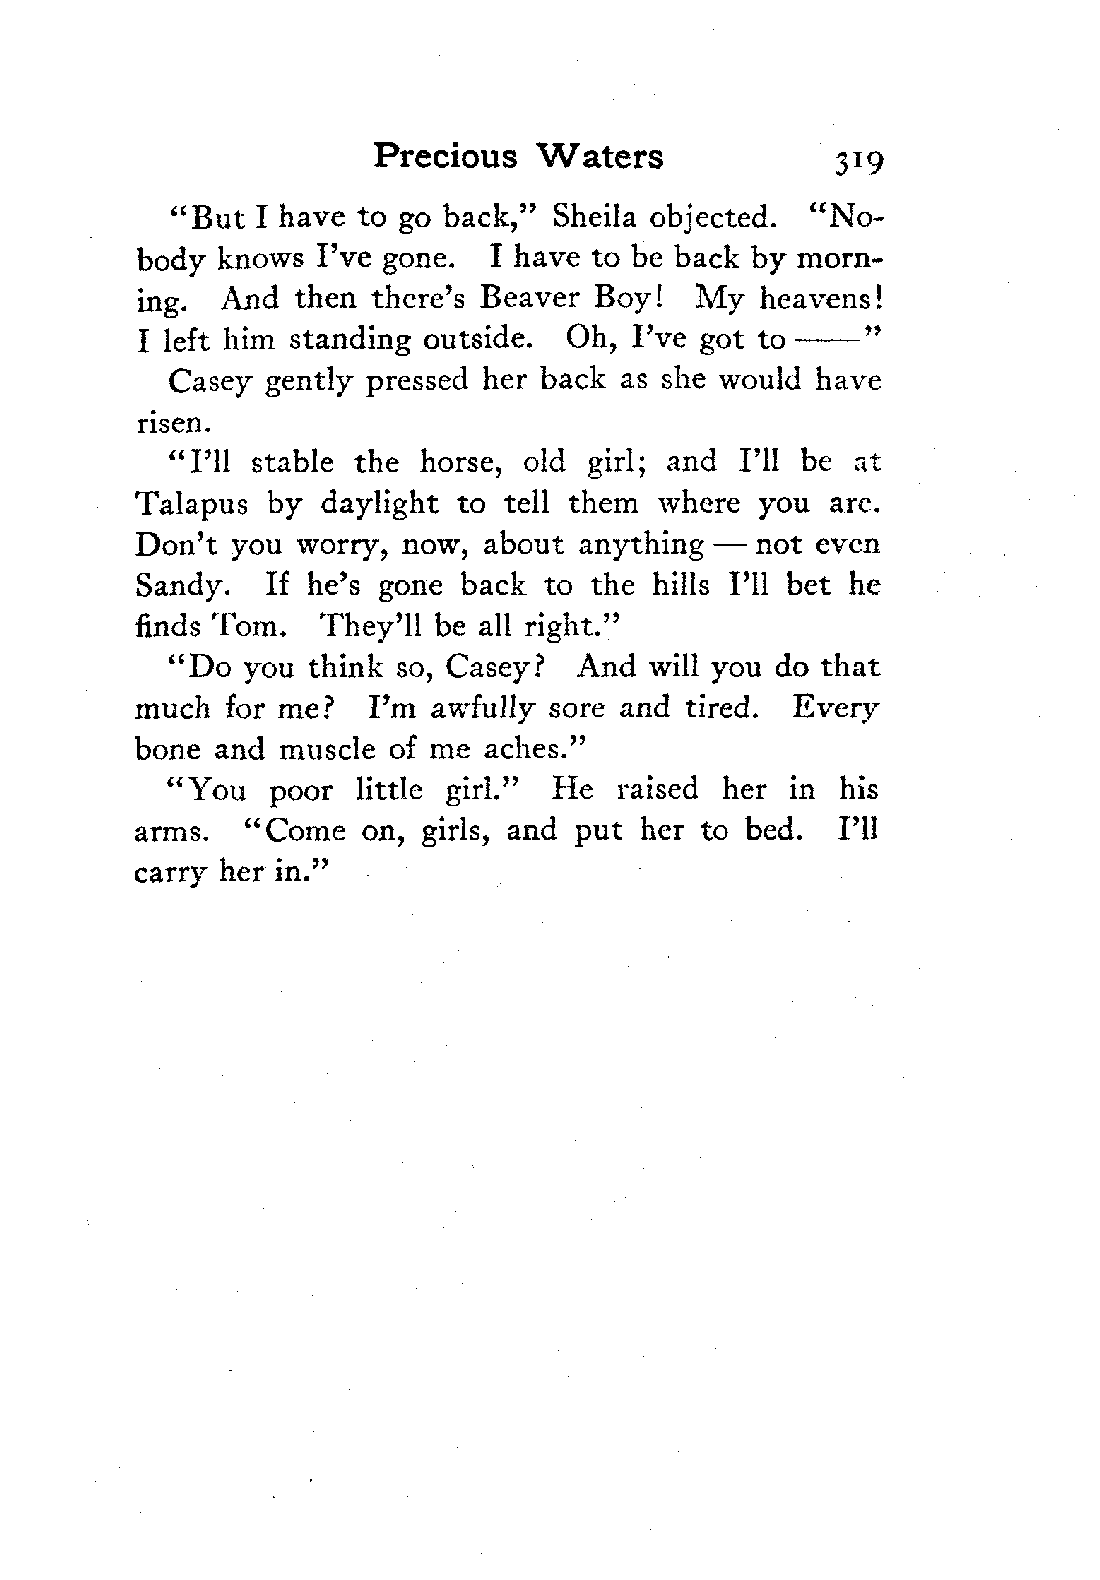 Precious Waters 319
“But I have to go back,” Sheila objected. “No-
body knows I’ve gone. I have to be back by morn-
ing. And then there’s Beaver Boy! My heavens!
I left him standing outside. Oh, I’ve got to ——”
Casey gently pressed her back as she would have
risen.
“I’ll stable the horse, old girl; and I’ll be at
Talapus by daylight to tell them where you are.
Don’t you worry, now, about anything — not even
Sandy. If he’s gone back to the hills I’ll bet he
finds Tom. They’ll be all right.”
“Do you think so, Casey? And will you do that
much for me? I’m awfully sore and tired. Every
bone and muscle of me aches.”
“You poor little girl.” He raised her in his
arms. “Come on, girls, and put her to bed. I’ll
carry her in.”